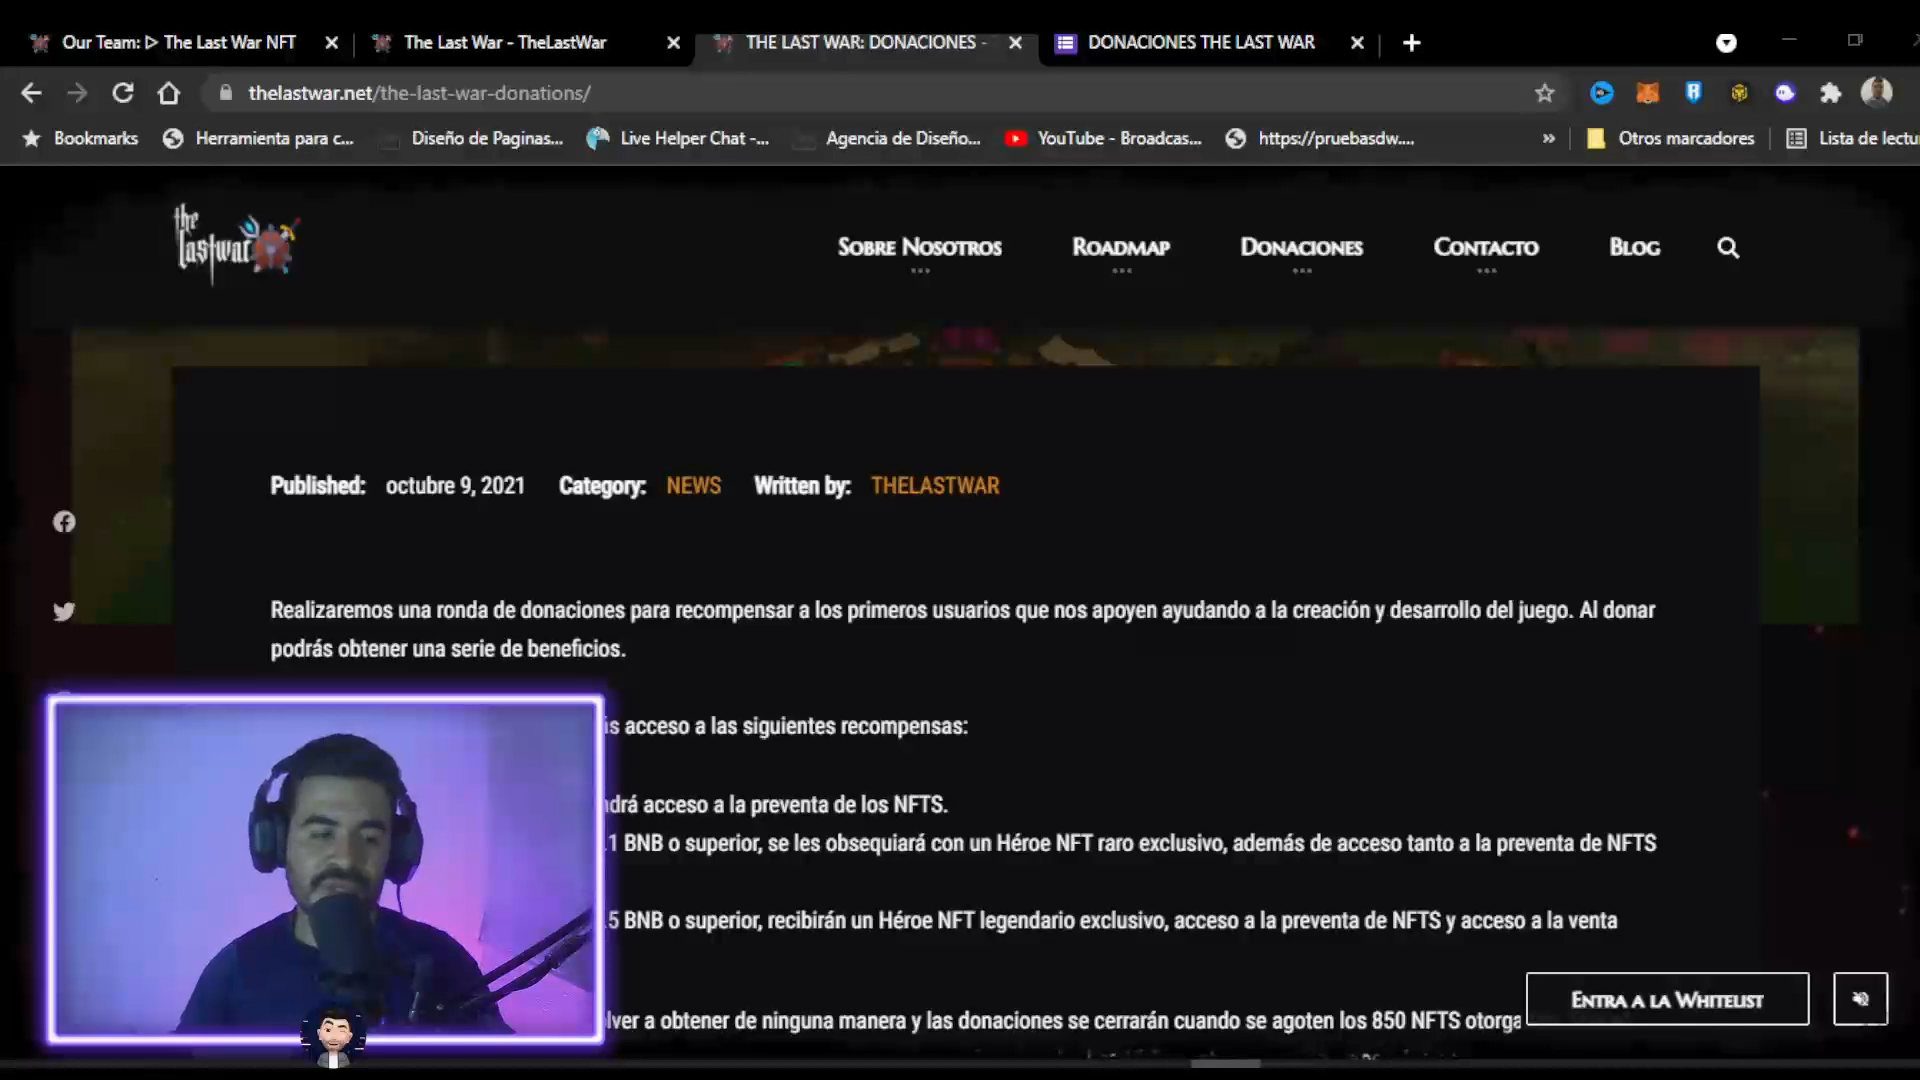 Our Team: ᐅ The Last War NFT
The Last War - TheLastWar
THE LAST WAR: DONACIONES -
DONACIONES THE LAST WAR
thelastwar.net/the-last-war-donations/
Bookmarks
Herramienta para c...
Diseño de Paginas...
Live Helper Chat -...
Agencia de Diseño...
YouTube - Broadcas...
https://pruebasdw....
»
Otros marcadores
Lista de lectu
the
lastwar
Sobre Nosotros
Roadmap
Donaciones
Contacto
Blog
Published: octubre 9, 2021 Category: NEWS Written by: THELASTWAR
Realizaremos una ronda de donaciones para recompensar a los primeros usuarios que nos apoyen ayudando a la creación y desarrollo del juego. Al donar
podrás obtener una serie de beneficios.
acceso a las siguientes recompensas:
acceso a la preventa de los NFTS.
1 BNB o superior, se les obsequiará con un Héroe NFT raro exclusivo, además de acceso tanto a la preventa de NFTS
5 BNB o superior, recibirán un Héroe NFT legendario exclusivo, acceso a la preventa de NFTS y acceso a la venta
lver a obtener de ninguna manera y las donaciones se cerrarán cuando se agoten los 850 NFTS otorga
Entra a la Whitelist